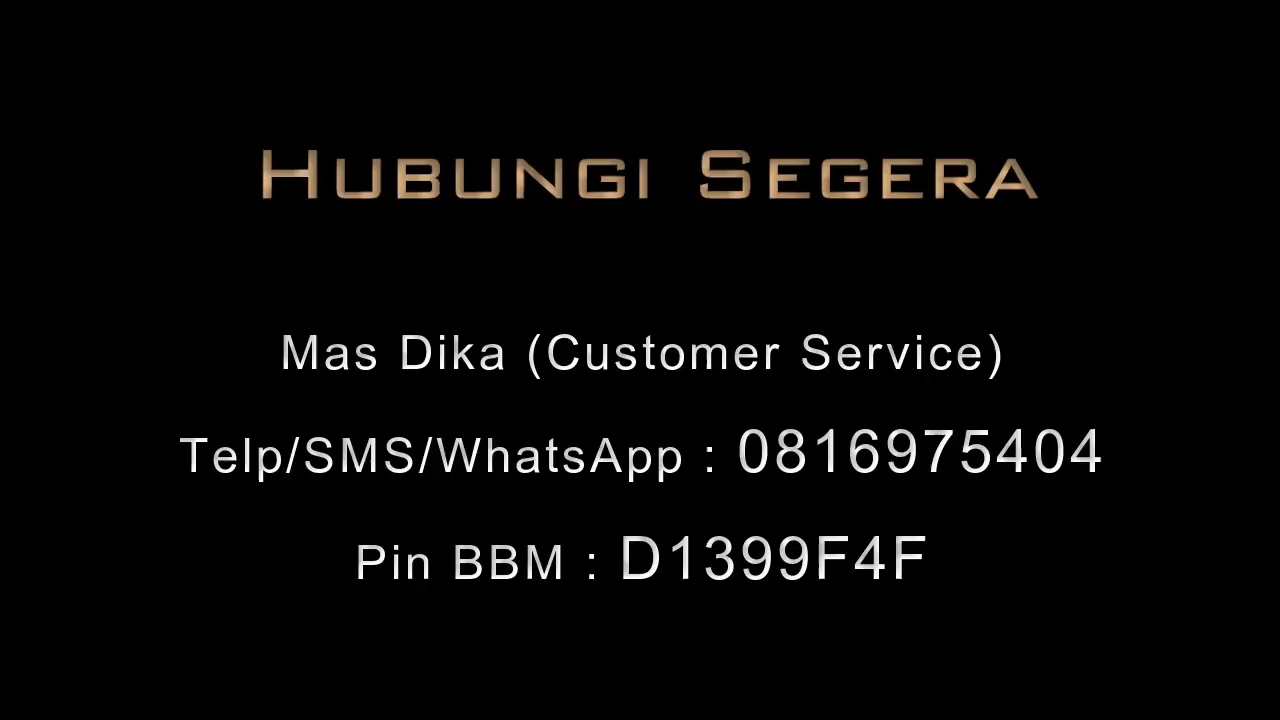 HUBUNGI SEGERA
Mas Dika (Customer Service)
Telp/SMS/WhatsApp : 0816975404
Pin BBM : D1399F4F